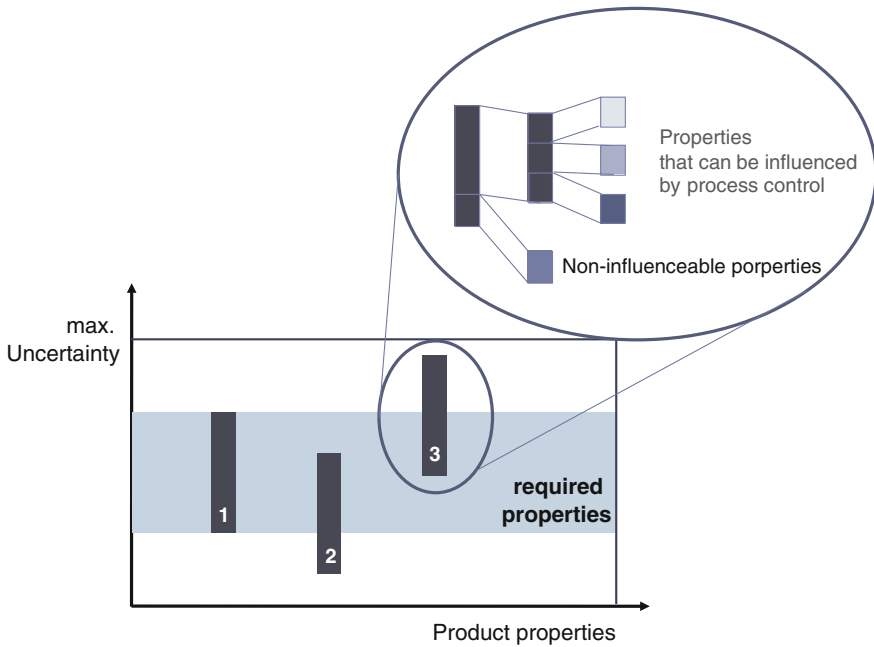 Properties
that can be influenced
by process control
Non-influenceable porperties
max.
Uncertainty
3
required
properties
1
2
Product properties